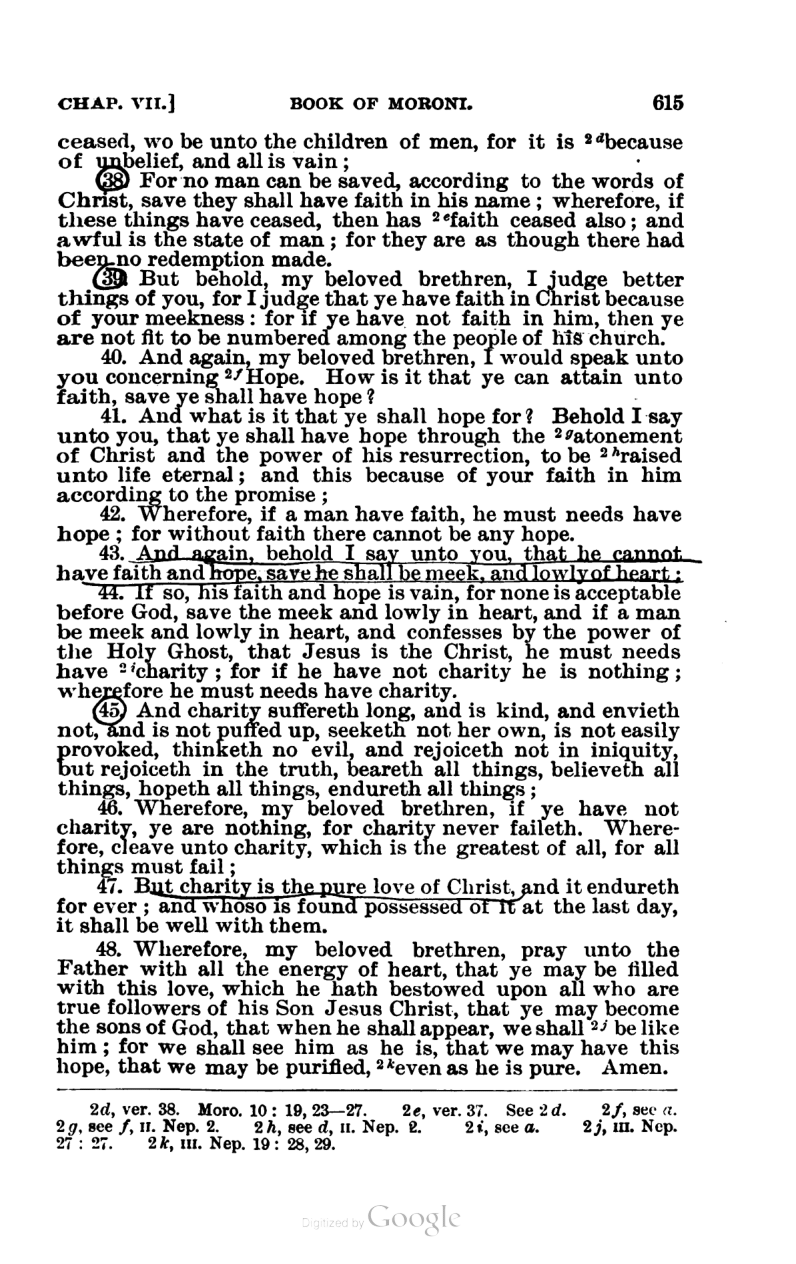 CHAP. VII.] BOOK OF MORONI. 615
ceased, wo be unto the children of men, for it is 2dbecause
of unbelief, and all is vain;
38 For no man can be saved, according to the words of
Christ, save they shall have faith in his name; wherefore, if
these things have ceased, then has 2efaith ceased also; and
awful is the state of man; for they are as though there had
been no redemption made.
39 But behold, my beloved brethren, I judge better
things of you, for I judge that ye have faith in Christ because
of your meekness: for if ye have not faith in him, then ye
are not fit to be numbered among the people of his church.
40. And again, my beloved brethren, I would speak unto
you concerning 2fHope. How is it that ye can attain unto
faith, save ye shall have hope?
41. And what is it that ye shall hope for? Behold I say
unto you, that ye shall have hope through the 2gatonement
of Christ and the power of his resurrection, to be 2hraised
unto life eternal; and this because of your faith in him
according to the promise;
42. Wherefore, if a man have faith, he must needs have
hope; for without faith there cannot be any hope.
43. And again, behold I say unto you, that he cannot
have faith and hope, save he shall be meek, and lowly of heart:
44. If so, his faith and hope is vain, for none is acceptable
before God, save the meek and lowly in heart, and if a man
be meek and lowly in heart, and confesses by the power of
the Holy Ghost, that Jesus is the Christ, he must needs
have 2icharity; for if he have not charity he is nothing;
wherefore he must needs have charity.
45 And charity suffereth long, and is kind, and envieth
not, and is not puffed up, seeketh not her own, is not easily
provoked, thinketh no evil, and rejoiceth not in iniquity,
but rejoiceth in the truth, beareth all things, believeth all
things, hopeth all things, endureth all things;
46. Wherefore, my beloved brethren, if ye have not
charity, ye are nothing, for charity never faileth. Where-
fore, cleave unto charity, which is the greatest of all, for all
things must fail;
47. But charity is the pure love of Christ, and it endureth
for ever; and whoso is found possessed of it at the last day,
it shall be well with them.
48. Wherefore, my beloved brethren, pray unto the
Father with all the energy of heart, that ye may be filled
with this love, which he hath bestowed upon all who are
true followers of his Son Jesus Christ, that ye may become
the sons of God, that when he shall appear, we shall 2j be like
him; for we shall see him as he is, that we may have this
hope, that we may be purified, 2keven as he is pure. Amen.
2d, ver. 38. Moro. 10: 19, 23—27. 2e, ver. 37. See 2d. 2f, see a.
2g, see f, II. Nep. 2. 2h, see d, II. Nep. 2. 2i, see a. 2j, III. Nep.
27: 27. 2k, III. Nep. 19: 28, 29.
Digitized by Google